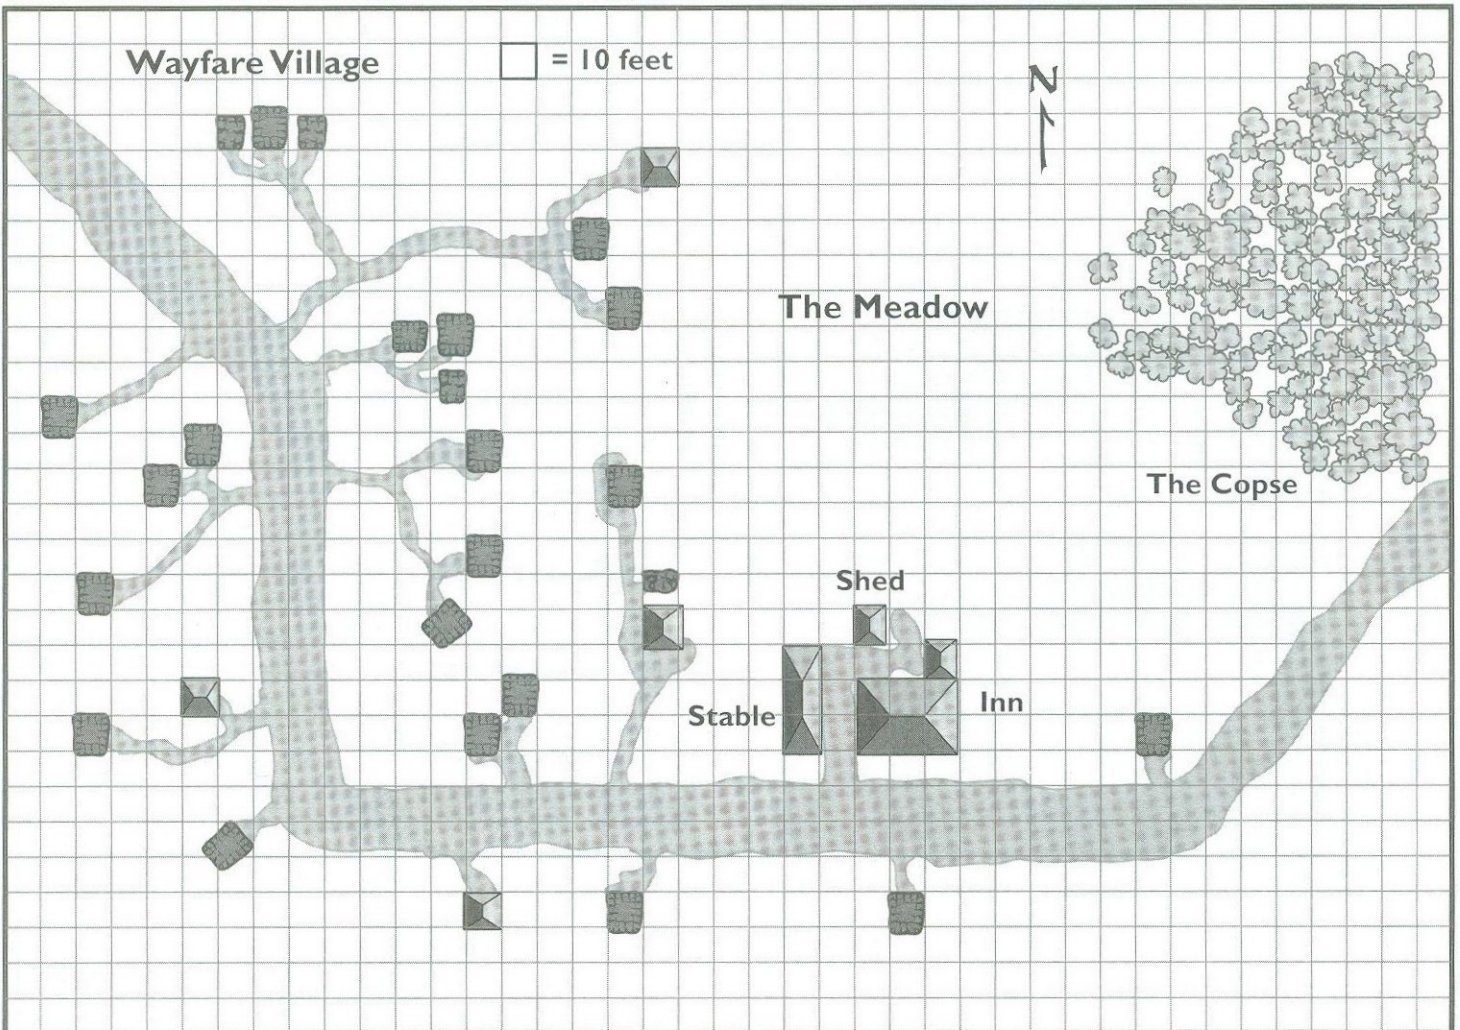 Wayfare Village
= 10 feet
N
The Meadow
The Copse
Shed
Stable
Inn